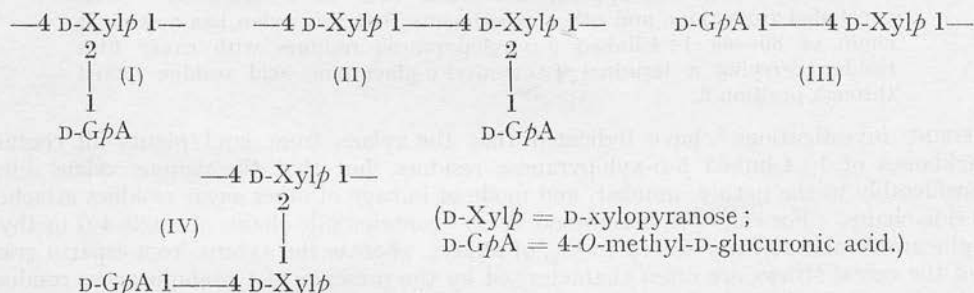 —4 D-Xylp 1——4 D-Xylp 1——4 D-Xylp 1— D-GpA 1—4 D-Xylp 1—
2 2
(I) (II) (III)
1 1
D-GpA D-GpA
—4 D-Xylp 1—
2
(IV) (D-Xylp = D-xylopyranose;
D-GpA = 4-O-methyl-D-glucuronic acid.)
D-GpA 1—4 D-Xylp